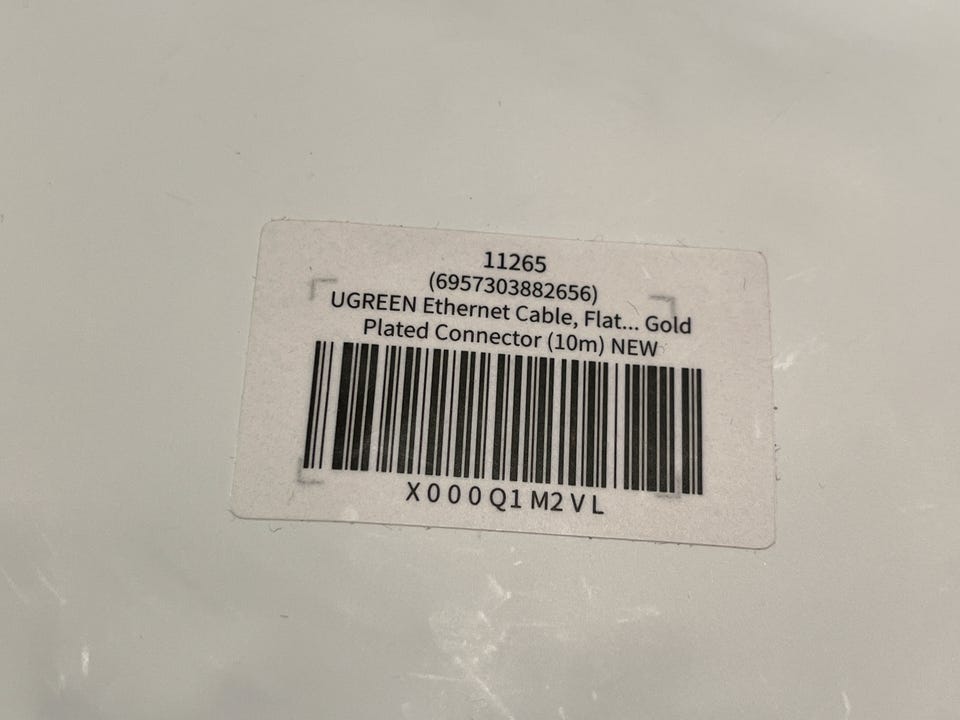 11265
(6957303882656)
UGREEN Ethernet Cable, Flat... Gold
Plated Connector (10m) NEW
X000Q1M2VL